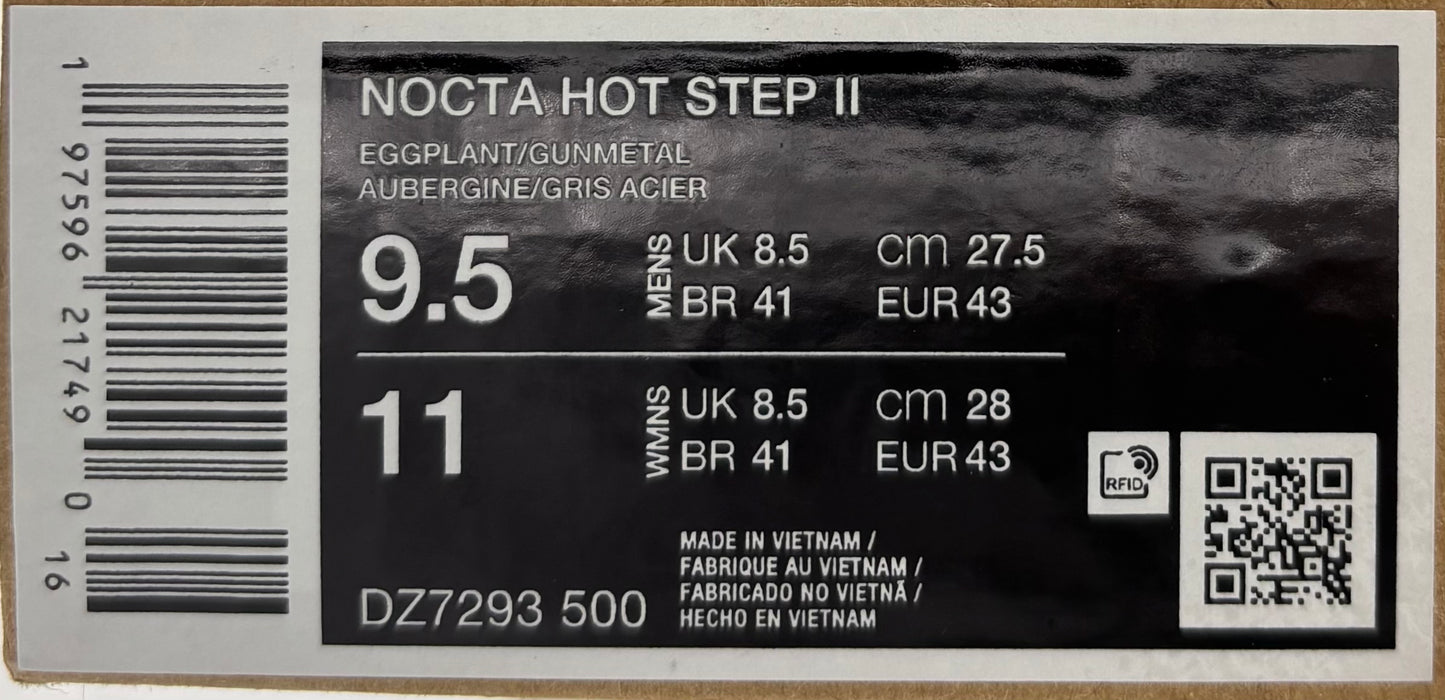 1 97596 21749 0 16
NOCTA HOT STEP II
EGGPLANT/GUNMETAL
AUBERGINE/GRIS ACIER
9.5 MENS UK 8.5 cm 27.5
BR 41 EUR 43
11 WMNS UK 8.5 cm 28
BR 41 EUR 43
RFID
MADE IN VIETNAM /
FABRIQUE AU VIETNAM /
FABRICADO NO VIETNÃ /
HECHO EN VIETNAM
DZ7293 500